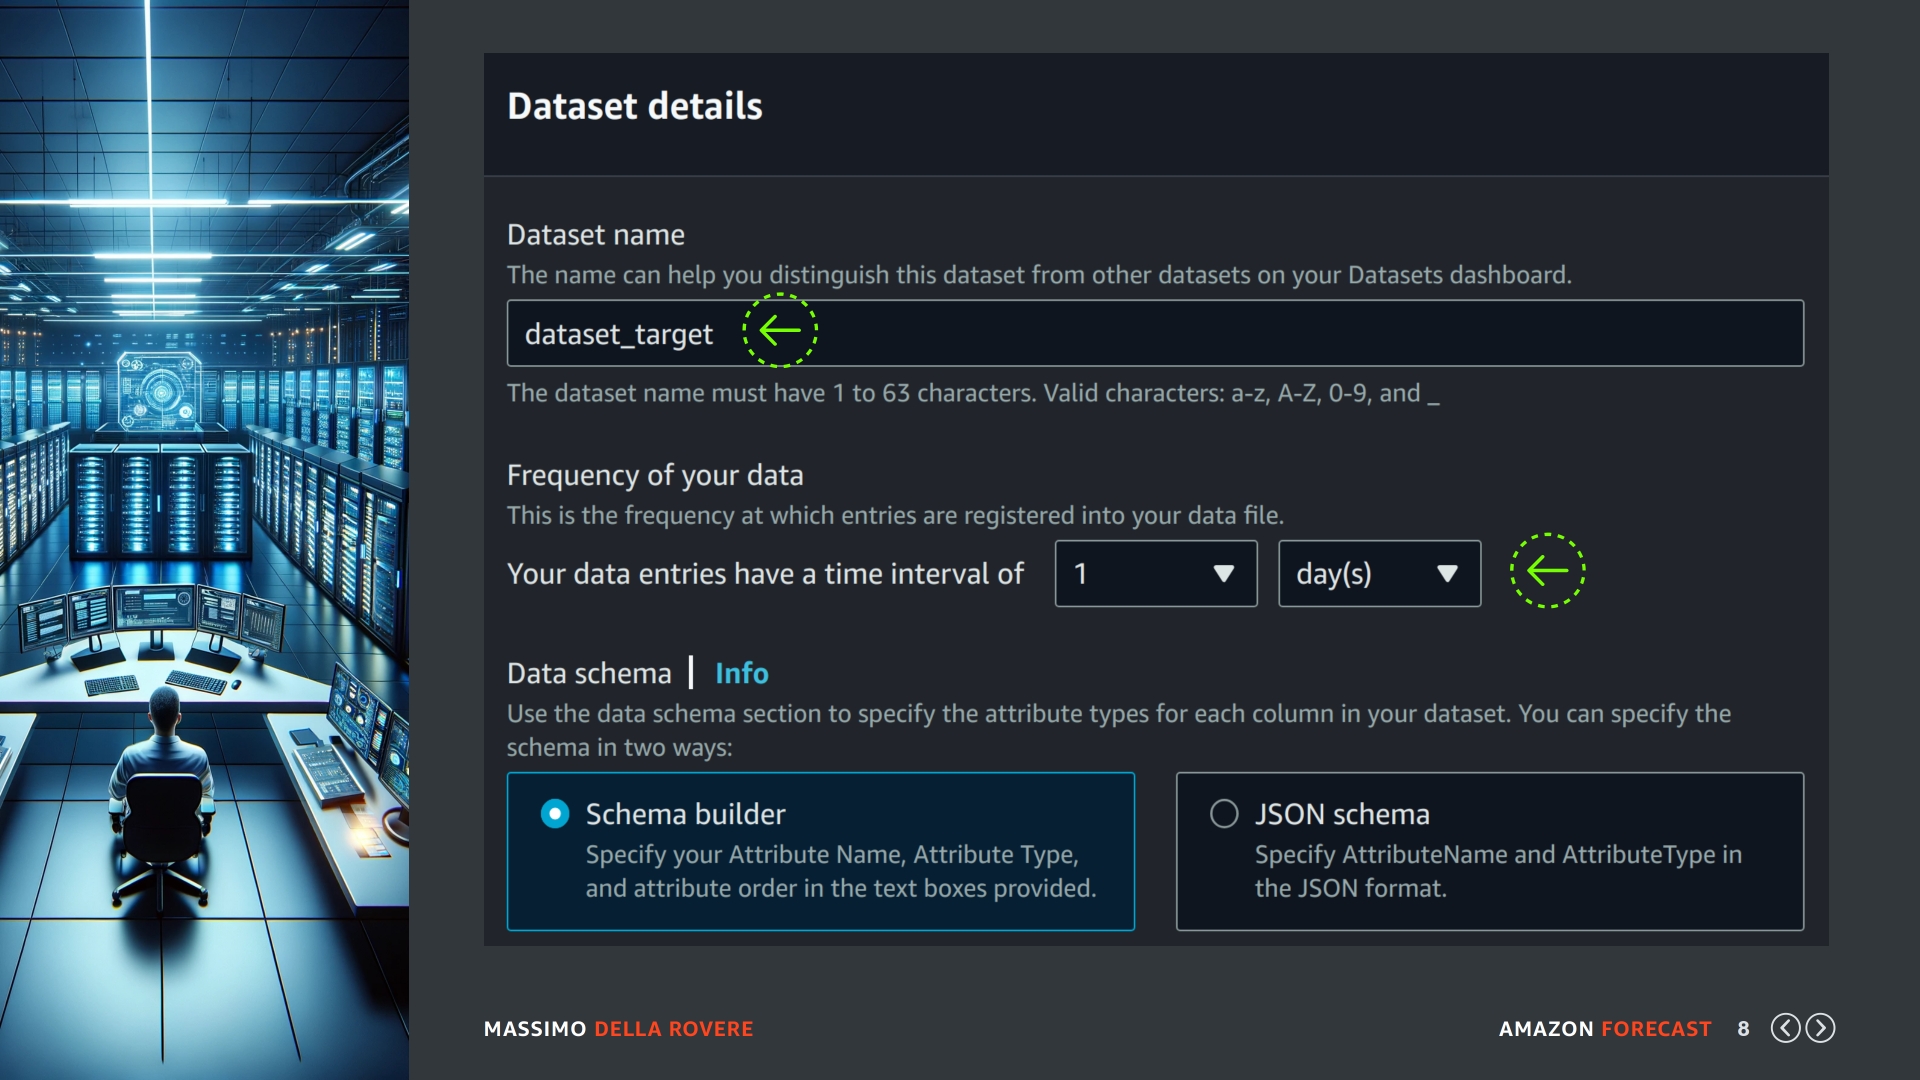 Dataset details
Dataset name
The name can help you distinguish this dataset from other datasets on your Datasets dashboard.
dataset_target
The dataset name must have 1 to 63 characters. Valid characters: a-z, A-Z, 0-9, and _
Frequency of your data
This is the frequency at which entries are registered into your data file.
Your data entries have a time interval of 1 day(s)
Data schema | Info
Use the data schema section to specify the attribute types for each column in your dataset. You can specify the
schema in two ways:
Schema builder
Specify your Attribute Name, Attribute Type,
and attribute order in the text boxes provided.
JSON schema
Specify AttributeName and AttributeType in
the JSON format.
MASSIMO DELLA ROVERE
AMAZON FORECAST 8